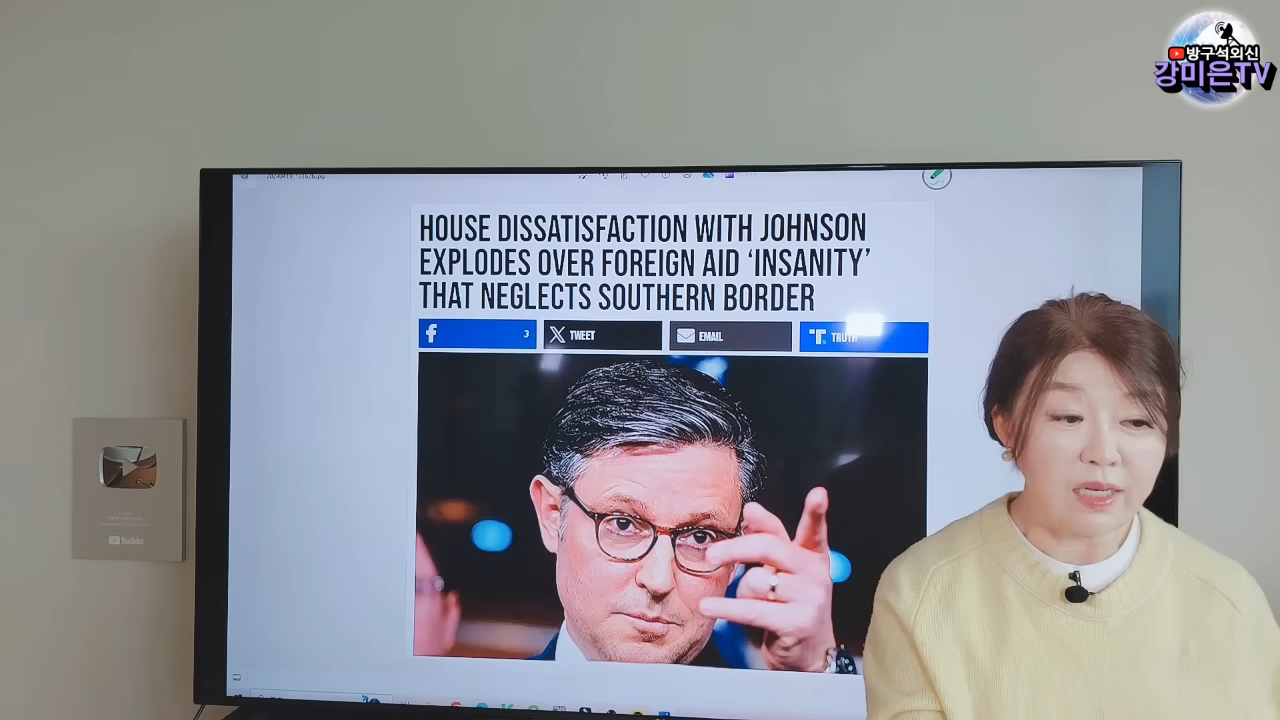 방구석외신
강미은TV
HOUSE DISSATISFACTION WITH JOHNSON
EXPLODES OVER FOREIGN AID ‘INSANITY’
THAT NEGLECTS SOUTHERN BORDER
3
TWEET
EMAIL
TRUTH
YouTube